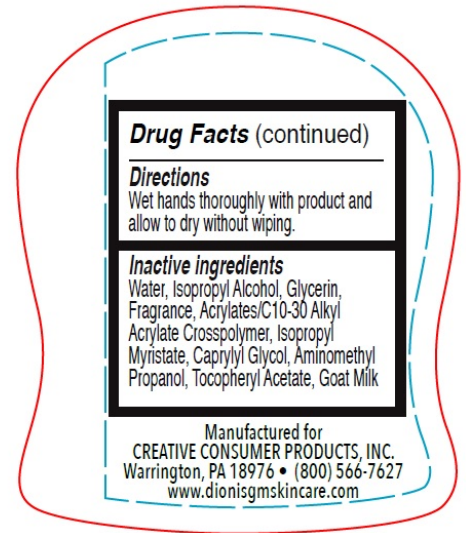 Drug Facts (continued)
Directions
Wet hands thoroughly with product and
allow to dry without wiping.
Inactive ingredients
Water, Isopropyl Alcohol, Glycerin,
Fragrance, Acrylates/C10-30 Alkyl
Acrylate Crosspolymer, Isopropyl
Myristate, Caprylyl Glycol, Aminomethyl
Propanol, Tocopheryl Acetate, Goat Milk
Manufactured for
CREATIVE CONSUMER PRODUCTS, INC.
Warrington, PA 18976 • (800) 566-7627
www.dionisgmskincare.com